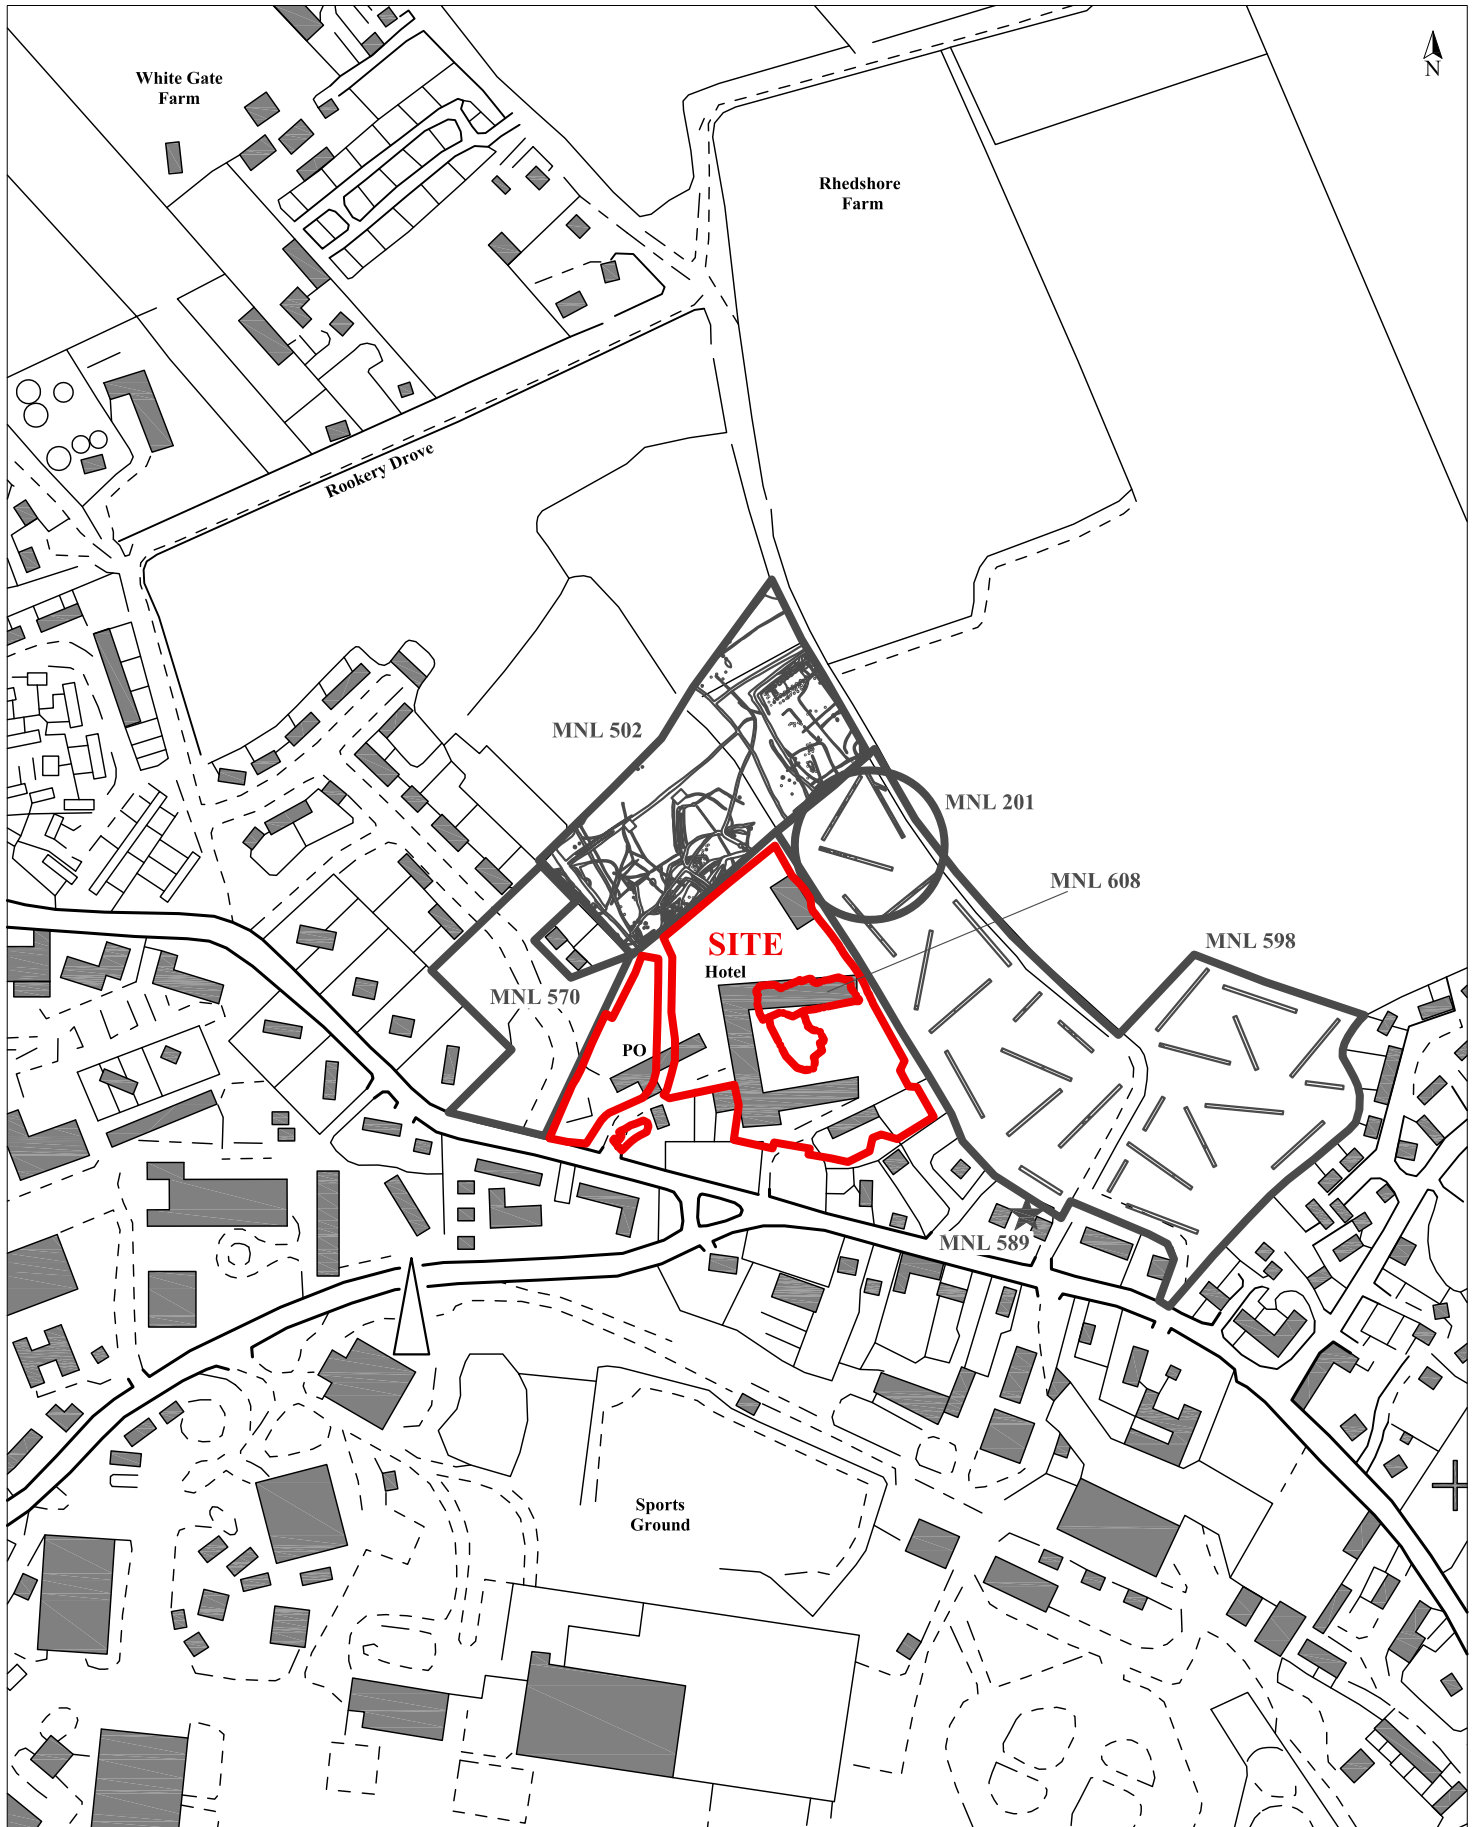 N
White Gate
Farm
Rhedshore
Farm
Rookery Drove
MNL 502
MNL 201
MNL 608
SITE
MNL 598
Hotel
MNL 570
PO
MNL 589
Sports
Ground